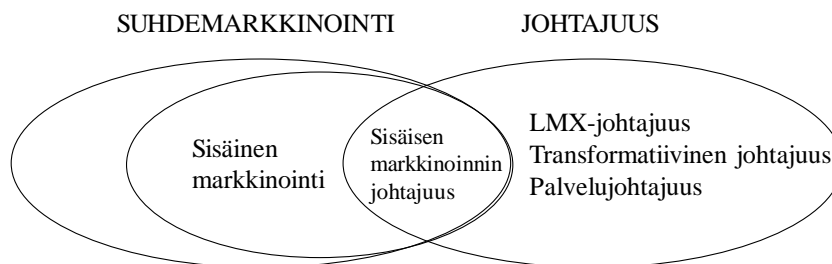 SUHDEMARKKINOINTI
JOHTAJUUS
Sisäinen
markkinointi
Sisäisen
markkinoinnin
johtajuus
LMX-johtajuus
Transformatiivinen johtajuus
Palvelujohtajuus